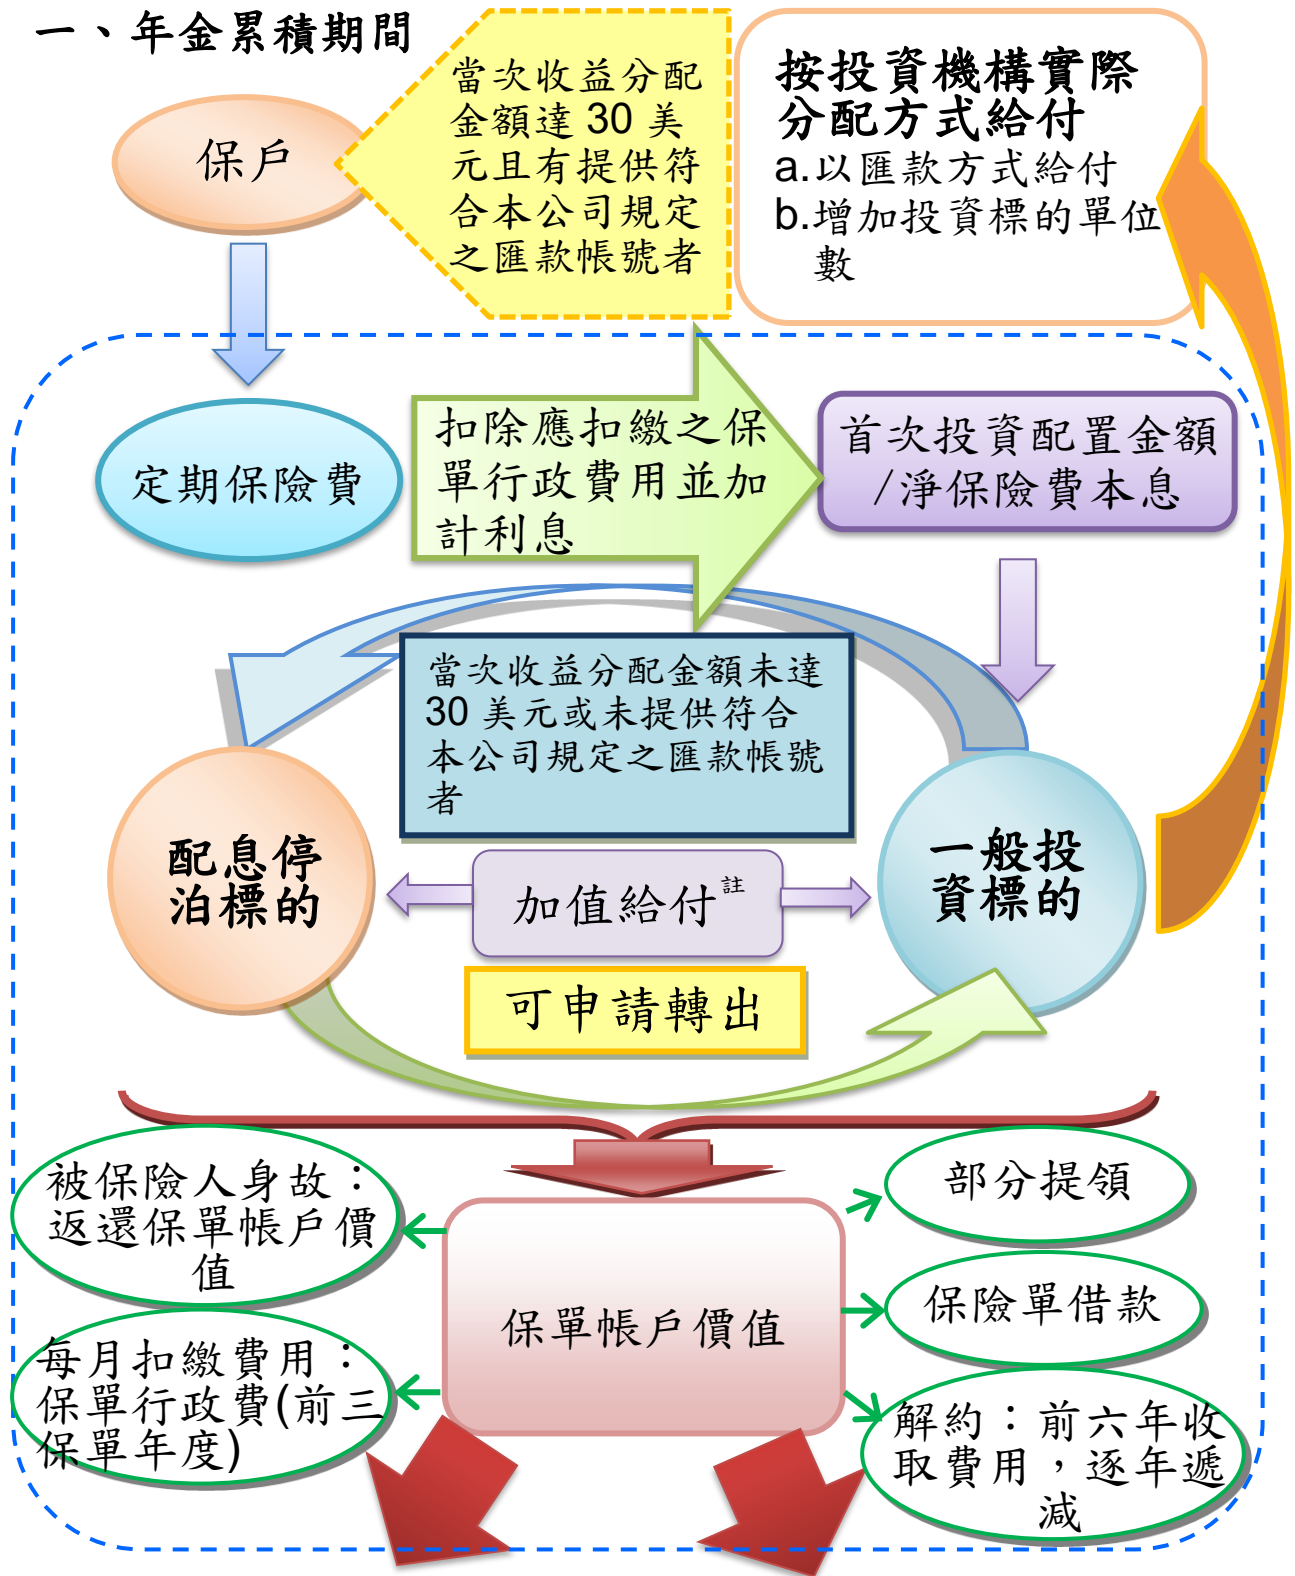 一、年金累積期間
保戶
當次收益分配
金額達 30 美
元且有提供符
合本公司規定
之匯款帳號者
按投資機構實際
分配方式給付
a.以匯款方式給付
b.增加投資標的單位
數
定期保險費
扣除應扣繳之保
單行政費用並加
計利息
首次投資配置金額
/淨保險費本息
當次收益分配金額未達
30 美元或未提供符合
本公司規定之匯款帳號
者
配息停
泊標的
加值給付註
一般投
資標的
可申請轉出
被保險人身故：
返還保單帳戶價
值
部分提領
保單帳戶價值
保險單借款
每月扣繳費用：
保單行政費(前三
保單年度)
解約：前六年收
取費用，逐年遞
減